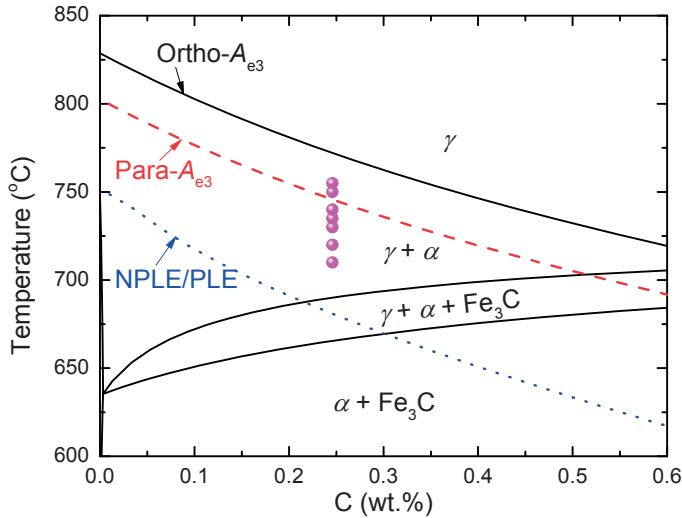 Ortho-Ae3
γ
Para-Ae3
γ + α
NPLE/PLE
γ + α + Fe3C
α + Fe3C
850
800
750
700
650
600
Temperature (°C)
0.0 0.1 0.2 0.3 0.4 0.5 0.6
C (wt.%)